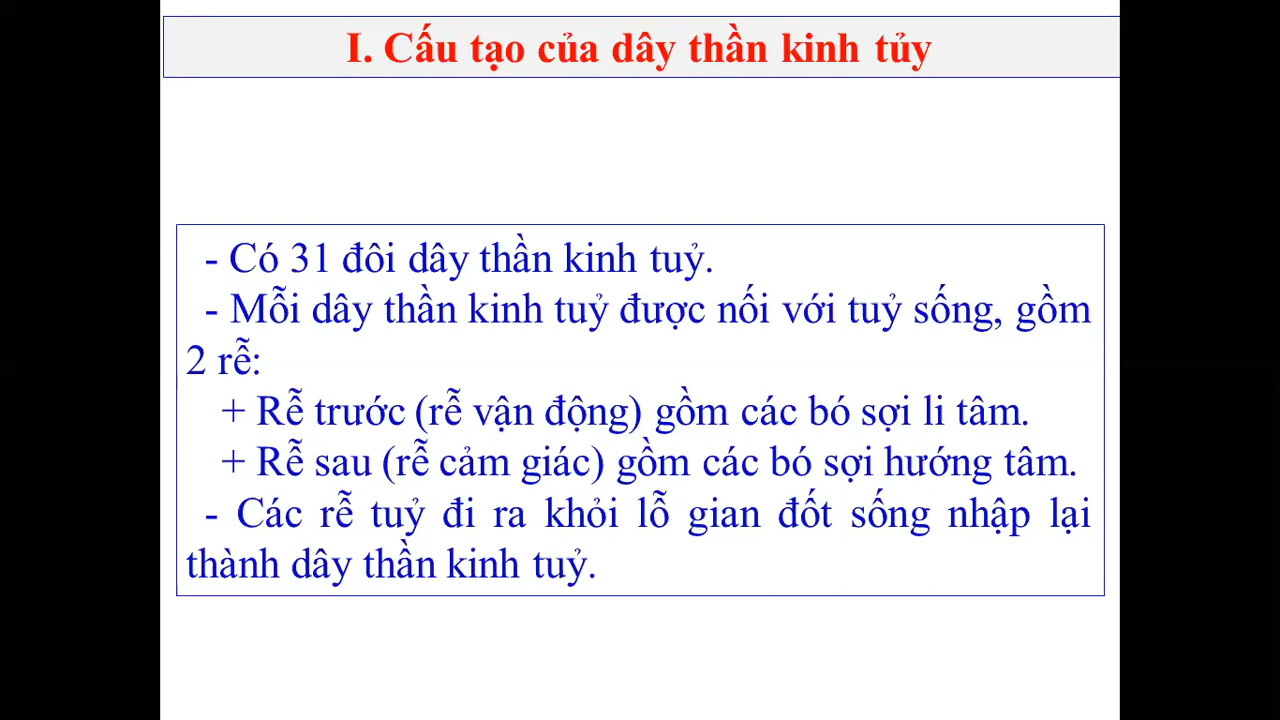 I. Cấu tạo của dây thần kinh tủy
- Có 31 đôi dây thần kinh tuỷ.
- Mỗi dây thần kinh tuỷ được nối với tuỷ sống, gồm
2 rễ:
+ Rễ trước (rễ vận động) gồm các bó sợi li tâm.
+ Rễ sau (rễ cảm giác) gồm các bó sợi hướng tâm.
- Các rễ tuỷ đi ra khỏi lỗ gian đốt sống nhập lại
thành dây thần kinh tuỷ.